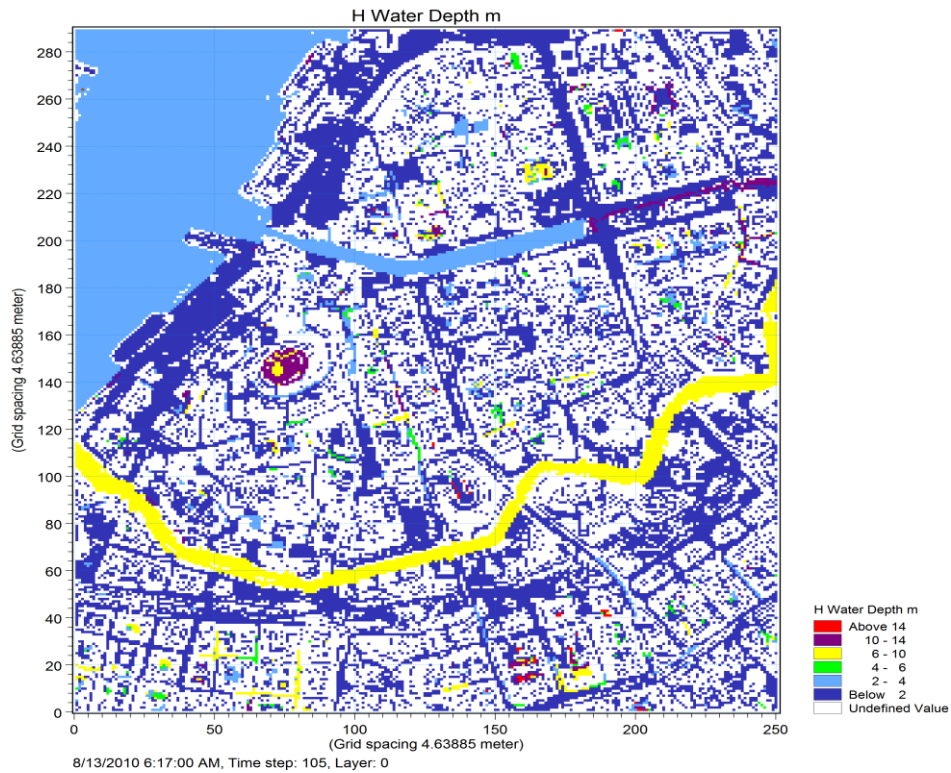 H Water Depth m
280
260
240
220
200
180
160
140
120
100
80
60
40
20
0
(Grid spacing 4.63885 meter)
0 50 100 150 200 250
(Grid spacing 4.63885 meter)
8/13/2010 6:17:00 AM, Time step: 105, Layer: 0
H Water Depth m
Above 14
10 - 14
6 - 10
4 - 6
2 - 4
Below 2
Undefined Value